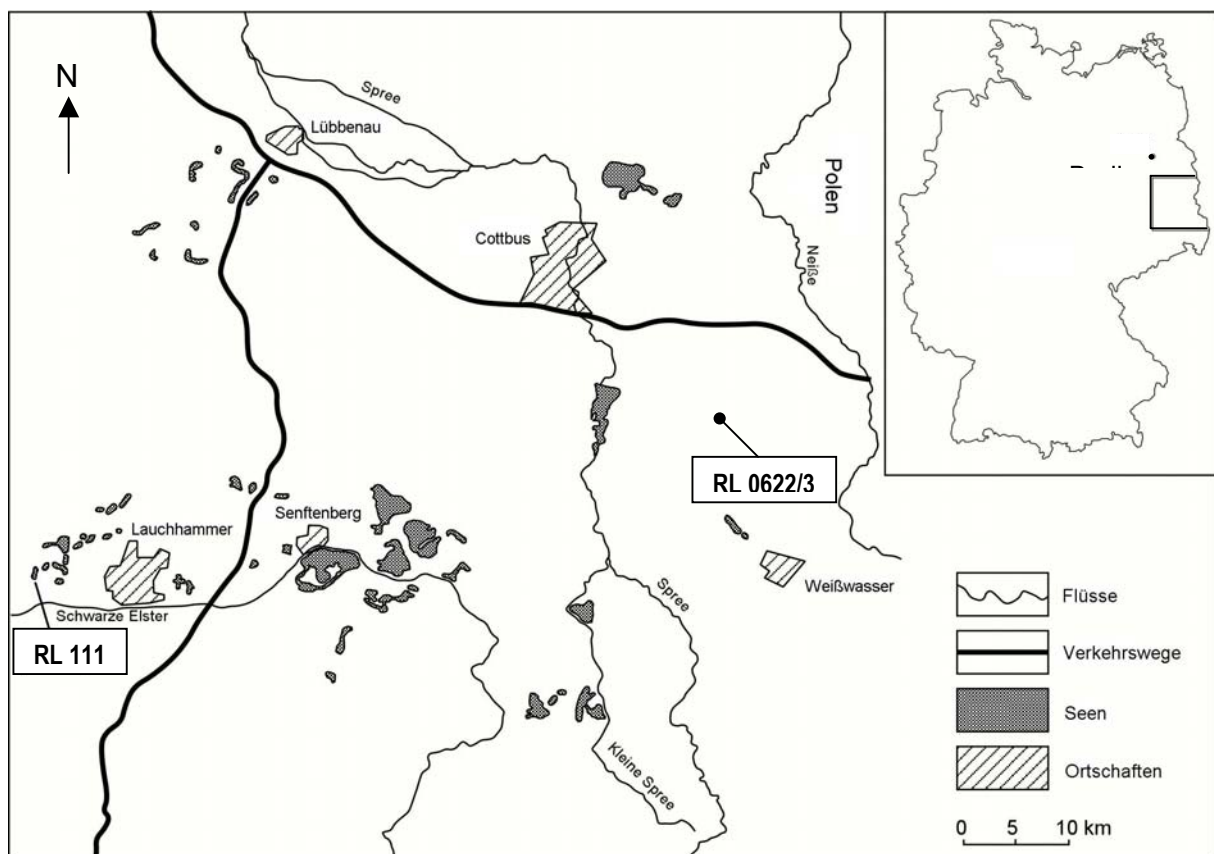 N
Spree
Lübbenau
Polen
Cottbus
Neiße
RL 0622/3
Senftenberg
Lauchhammer
Weißwasser
Spree
Schwarze Elster
RL 111
Kleine Spree
Flüsse
Verkehrswege
Seen
Ortschaften
0 5 10 km